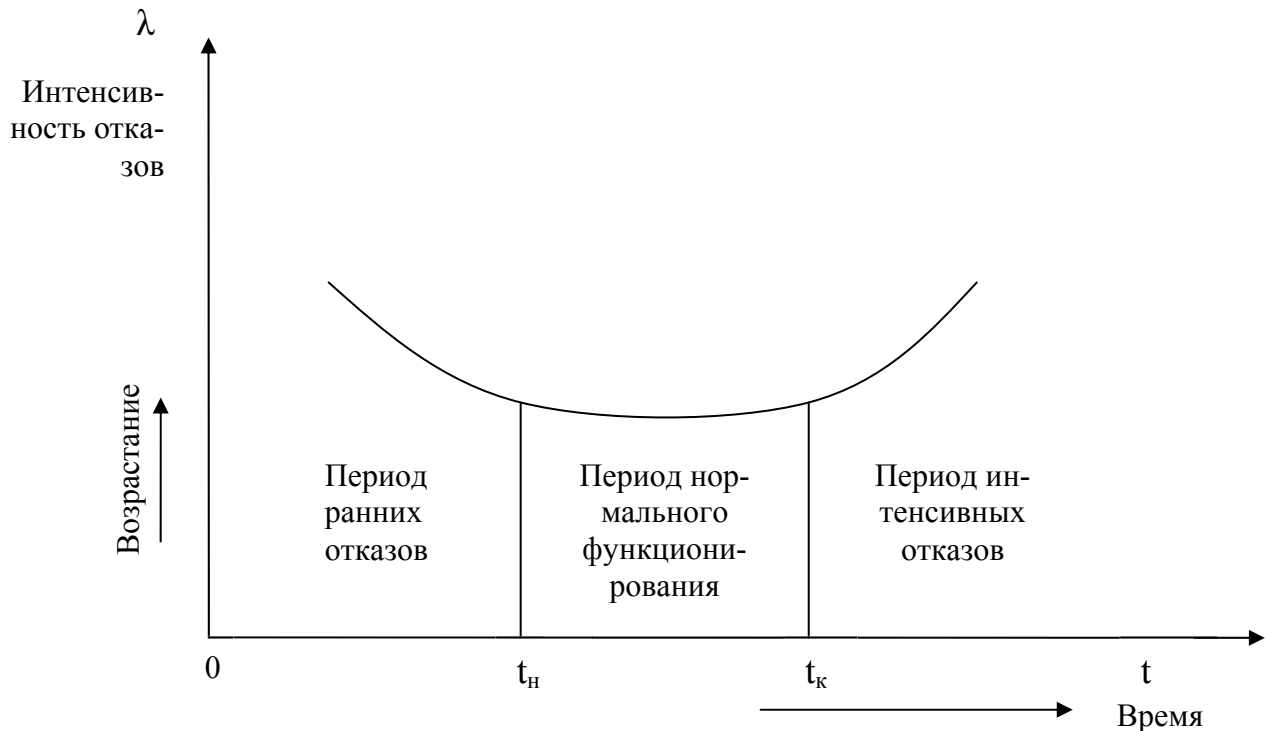 λ
Интенсив-
ность отка-
зов
Возрастание
Период
ранних
отказов
Период нор-
мального
функциони-
рования
Период ин-
тенсивных
отказов
0
tн
tк
t
Время